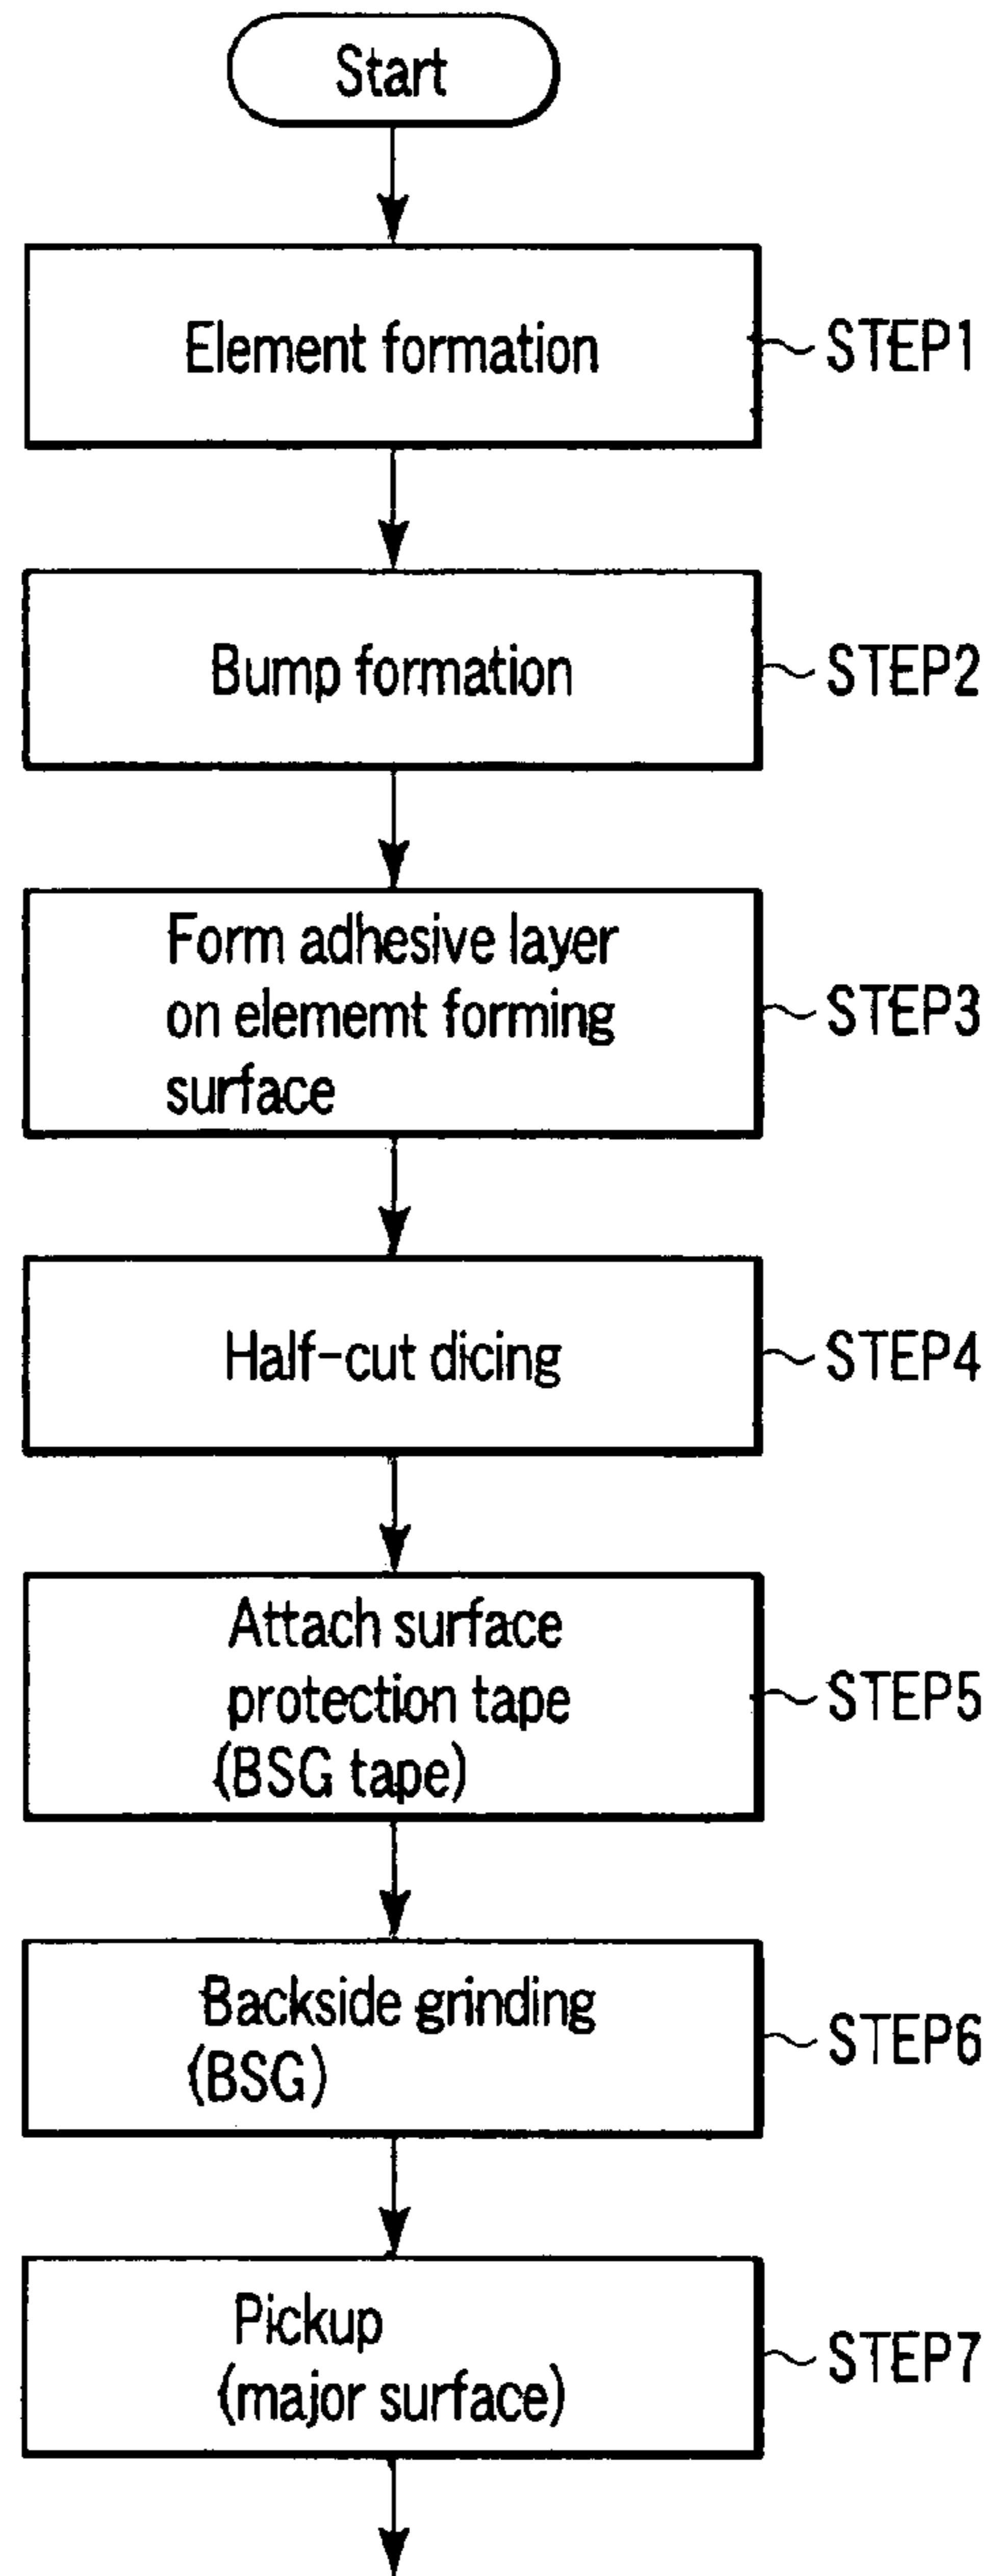 Start
Element formation
STEP1
Bump formation
STEP2
Form adhesive layer
on elememt forming
surface
STEP3
Half-cut dicing
STEP4
Attach surface
protection tape
(BSG tape)
STEP5
Backside grinding
(BSG)
STEP6
Pickup
(major surface)
STEP7